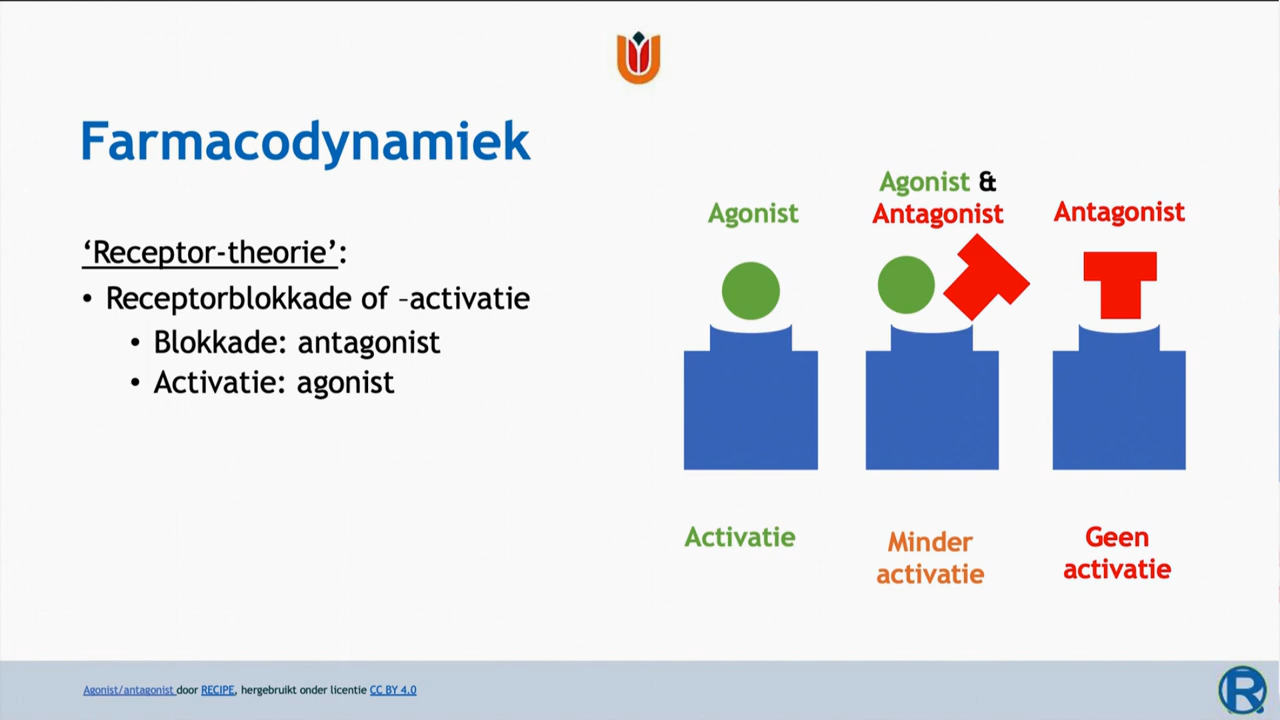 Farmacodynamiek
‘Receptor-theorie’:
• Receptorblokkade of –activatie
• Blokkade: antagonist
• Activatie: agonist
Agonist
Agonist &
Antagonist
Antagonist
Activatie
Minder
activatie
Geen
activatie
Agonist/antagonist door RECIPE, hergebruikt onder licentie CC BY 4.0
R